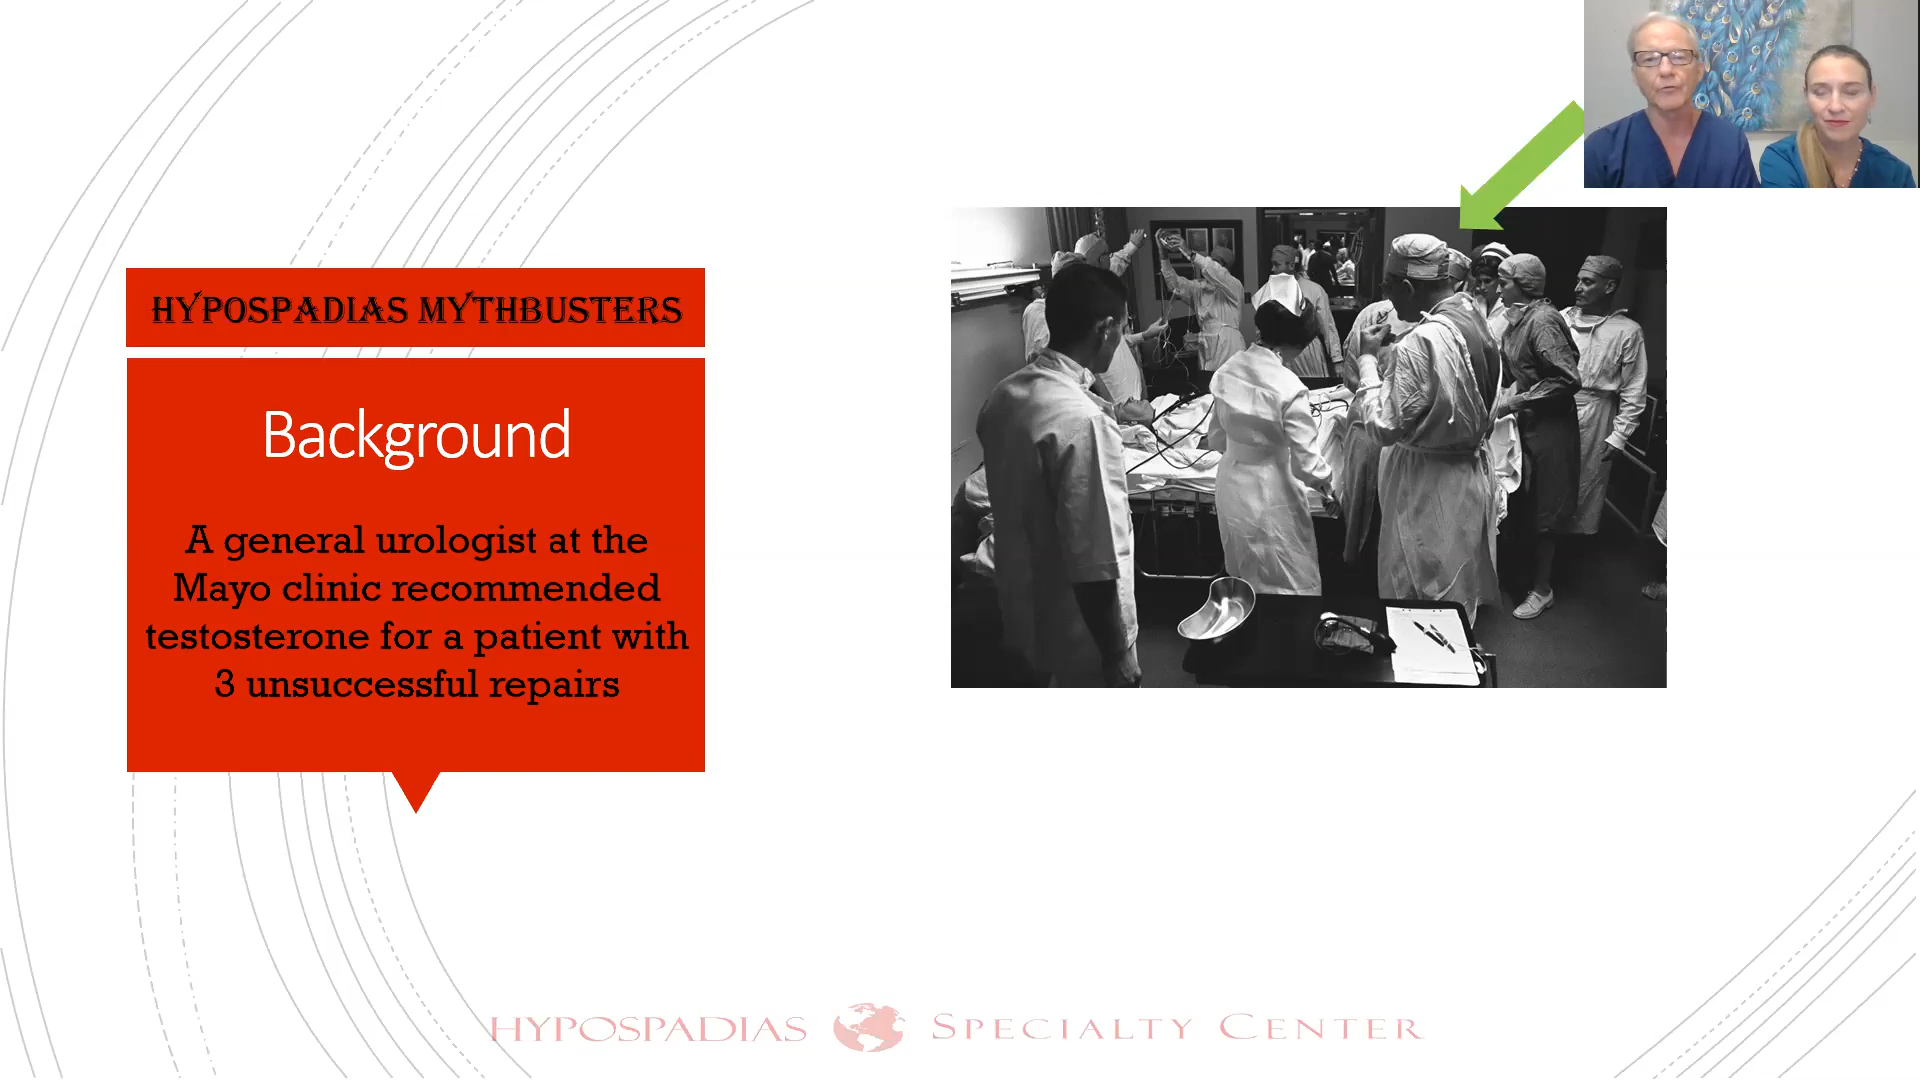 HYPOSPADIAS MYTHBUSTERS
Background
A general urologist at the
Mayo clinic recommended
testosterone for a patient with
3 unsuccessful repairs
HYPOSPADIAS SPECIALTY CENTER